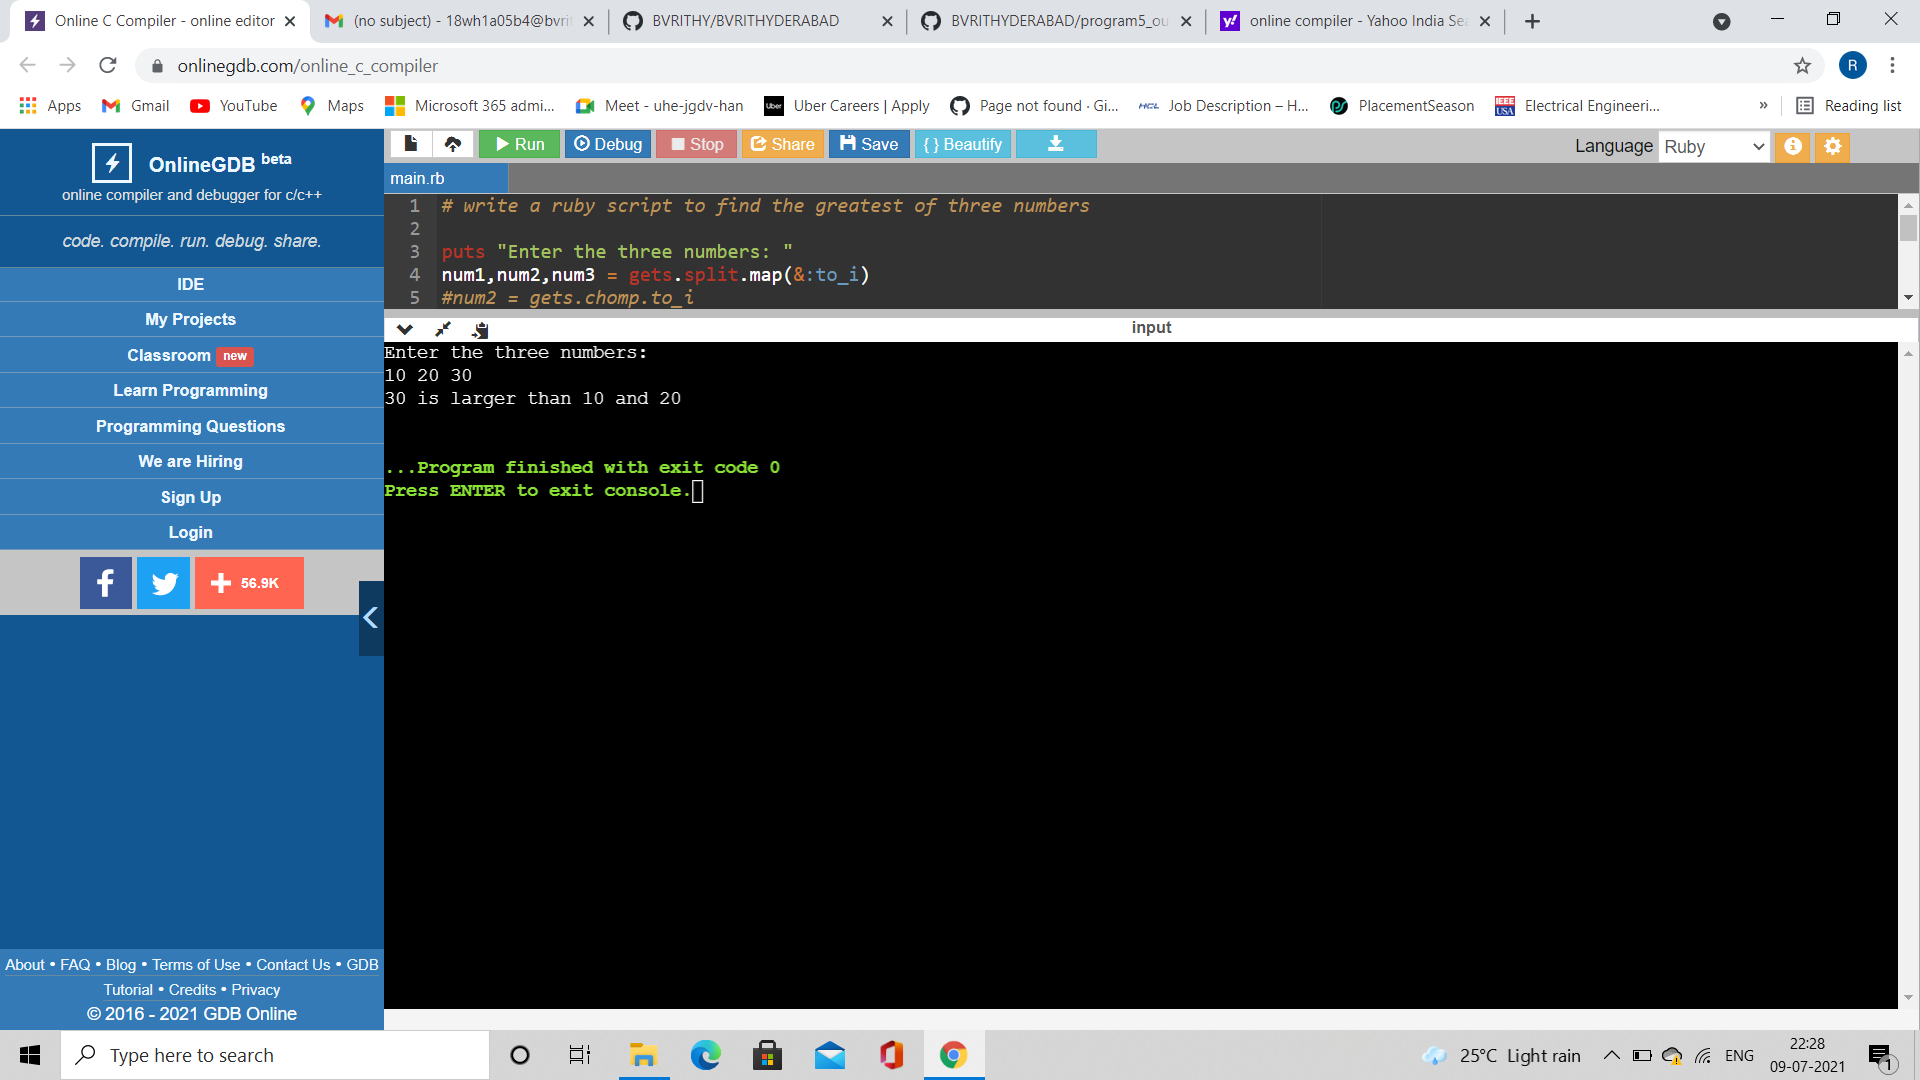 Online C Compiler - online editor
(no subject) - 18wh1a05b4@bvrit
BVRITHY/BVRITHYDERABAD
BVRITHYDERABAD/program5_ou
online compiler - Yahoo India Sea
onlinegdb.com/online_c_compiler
R
Apps
Gmail
YouTube
Maps
Microsoft 365 admi...
Meet - uhe-jgdv-han
Uber
Uber Careers | Apply
Page not found · Gi...
HCL
Job Description – H...
PlacementSeason
IEEE USA
Electrical Engineeri...
»
Reading list
OnlineGDB beta
online compiler and debugger for c/c++
code. compile. run. debug. share.
IDE
My Projects
Classroom new
Learn Programming
Programming Questions
We are Hiring
Sign Up
Login
56.9K
About • FAQ • Blog • Terms of Use • Contact Us • GDB
Tutorial • Credits • Privacy
© 2016 - 2021 GDB Online
Run
Debug
Stop
Share
Save
{ } Beautify
Language Ruby
main.rb
1 # write a ruby script to find the greatest of three numbers
2
3 puts "Enter the three numbers: "
4 num1,num2,num3 = gets.split.map(&:to_i)
5 #num2 = gets.chomp.to_i
input
Enter the three numbers:
10 20 30
30 is larger than 10 and 20
...Program finished with exit code 0
Press ENTER to exit console.
Type here to search
25°C Light rain
ENG
22:28
09-07-2021
1